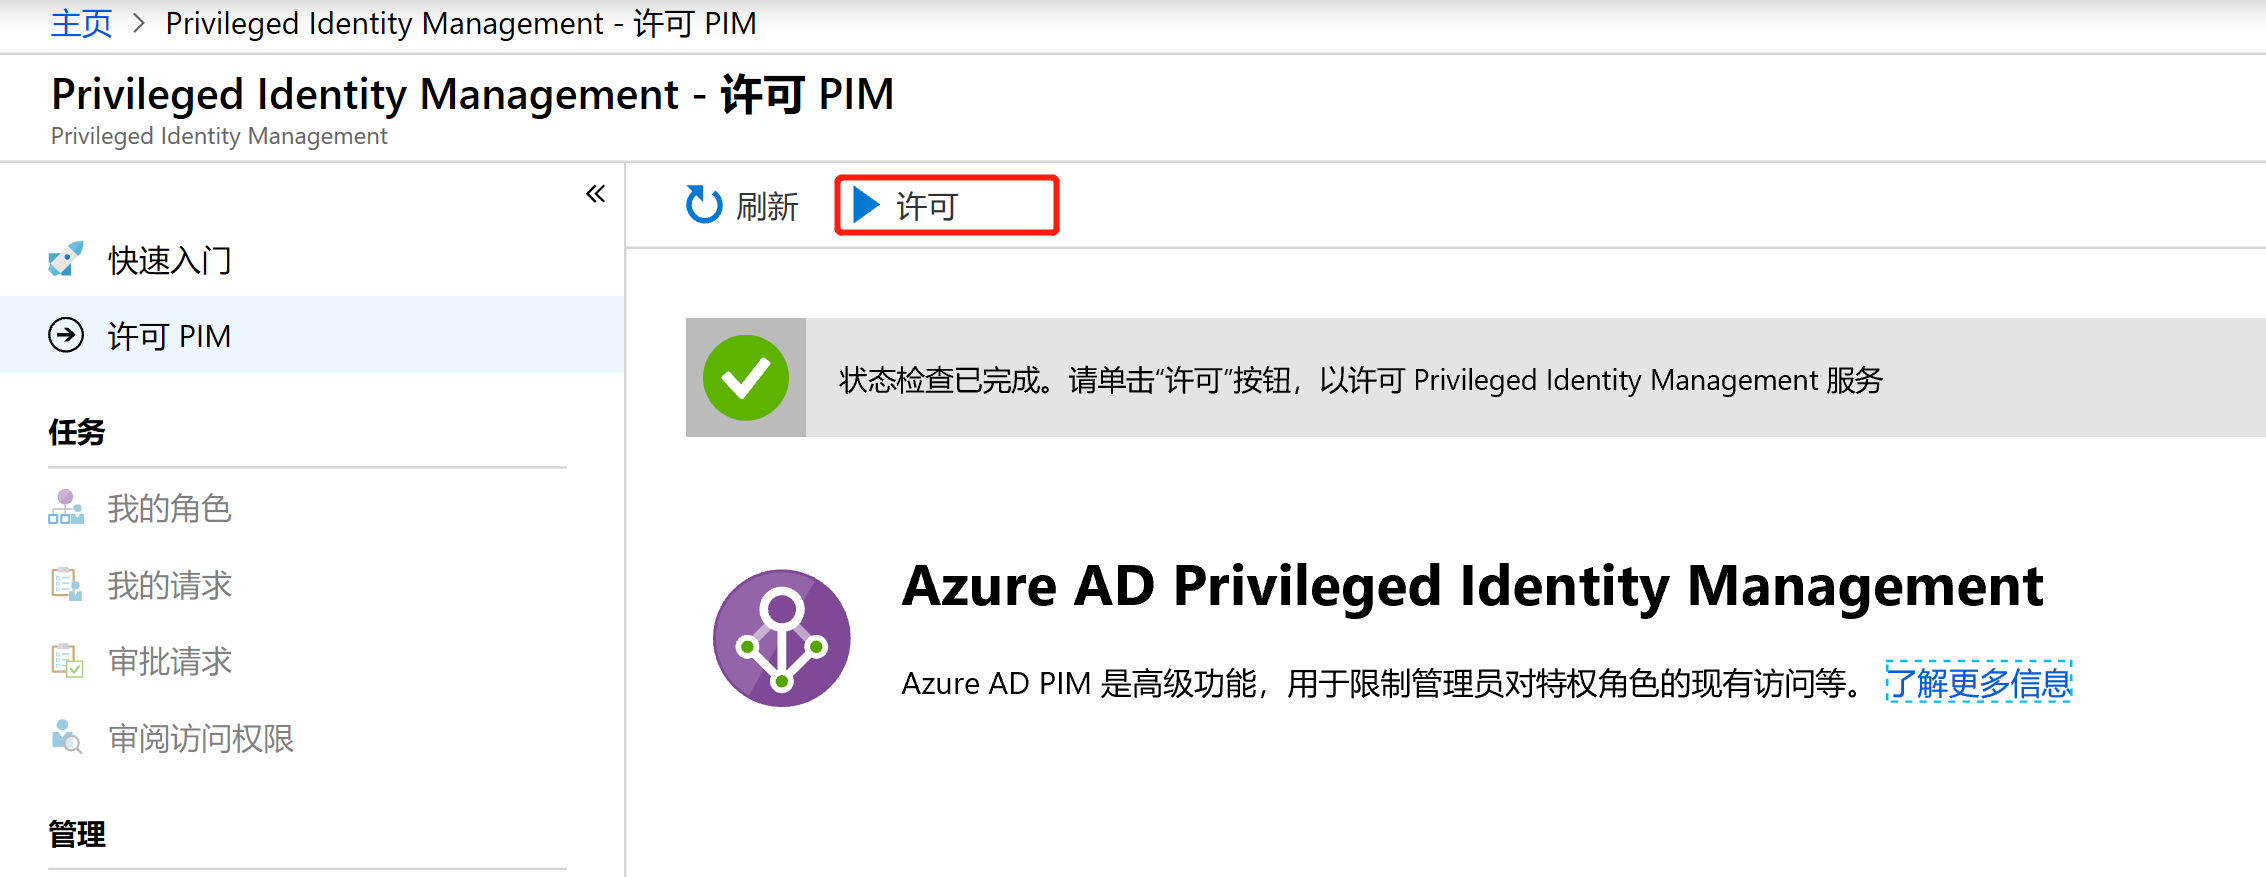 主页 > Privileged Identity Management - 许可 PIM
Privileged Identity Management - 许可 PIM
Privileged Identity Management
«
快速入门
许可 PIM
任务
我的角色
我的请求
审批请求
审阅访问权限
管理
刷新 许可
状态检查已完成。请单击“许可”按钮，以许可 Privileged Identity Management 服务
Azure AD Privileged Identity Management
Azure AD PIM 是高级功能，用于限制管理员对特权角色的现有访问等。 了解更多信息